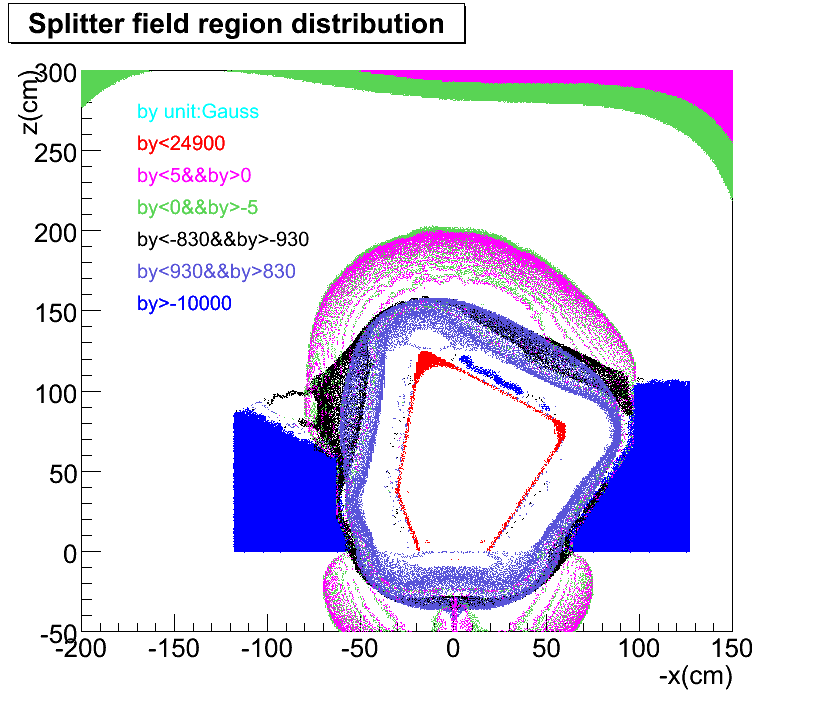 Splitter field region distribution
z(cm)
300
250
200
150
100
50
0
-50
by unit:Gauss
by<24900
by<5&&by>0
by<0&&by>-5
by<-830&&by>-930
by<930&&by>830
by>-10000
-200 -150 -100 -50 0 50 100 150
-x(cm)